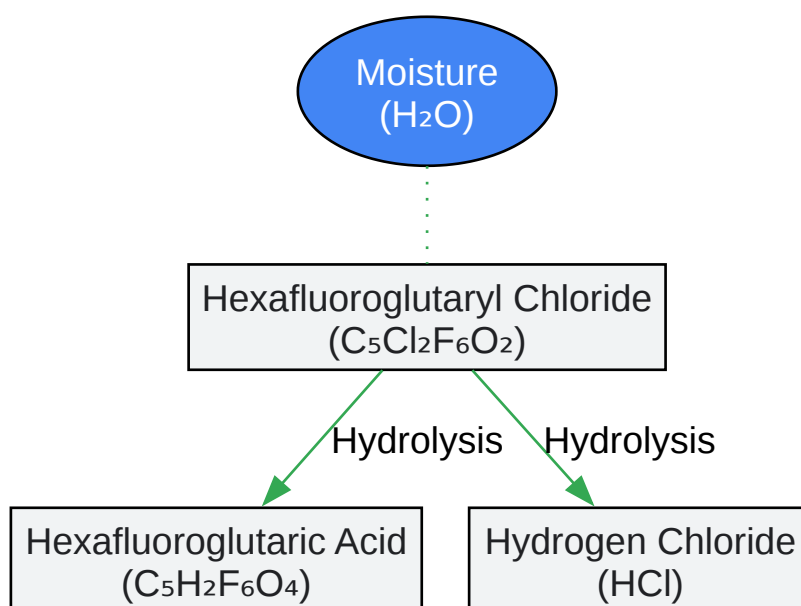 Moisture
(H₂O)
Hexafluoroglutaryl Chloride
(C₅Cl₂F₆O₂)
Hydrolysis
Hydrolysis
Hexafluoroglutaric Acid
(C₅H₂F₆O₄)
Hydrogen Chloride
(HCl)